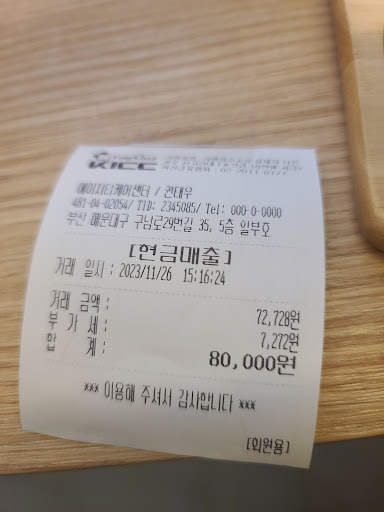 KICC
에이지티케어센터 / 권태우
481-04-02054/ TID: 2345085/ Tel: 000-0-0000
부산 해운대구 구남로29번길 35, 5층 일부호
[현금매출]
거래 일시 : 2023/11/26 15:16:24
거래 금액 : 72,728원
부 가 세 : 7,272원
합 계 : 80,000원
*** 이용해 주셔서 감사합니다 ***
[회원용]